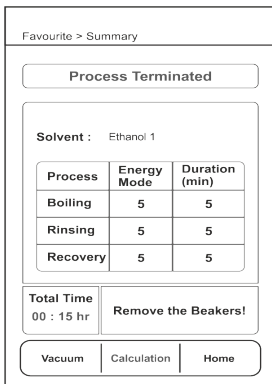 Favourite > Summary
Process Terminated
Solvent : Ethanol 1
Process Energy Mode Duration (min)
Boiling 5 5
Rinsing 5 5
Recovery 5 5
Total Time
00 : 15 hr
Remove the Beakers!
Vacuum Calculation Home